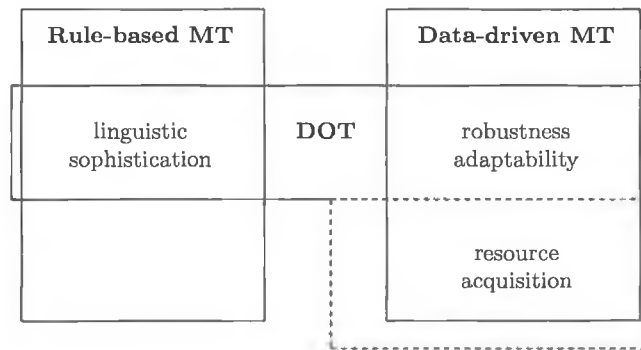 Rule-based MT
Data-driven MT
linguistic
sophistication
DOT
robustness
adaptability
resource
acquisition